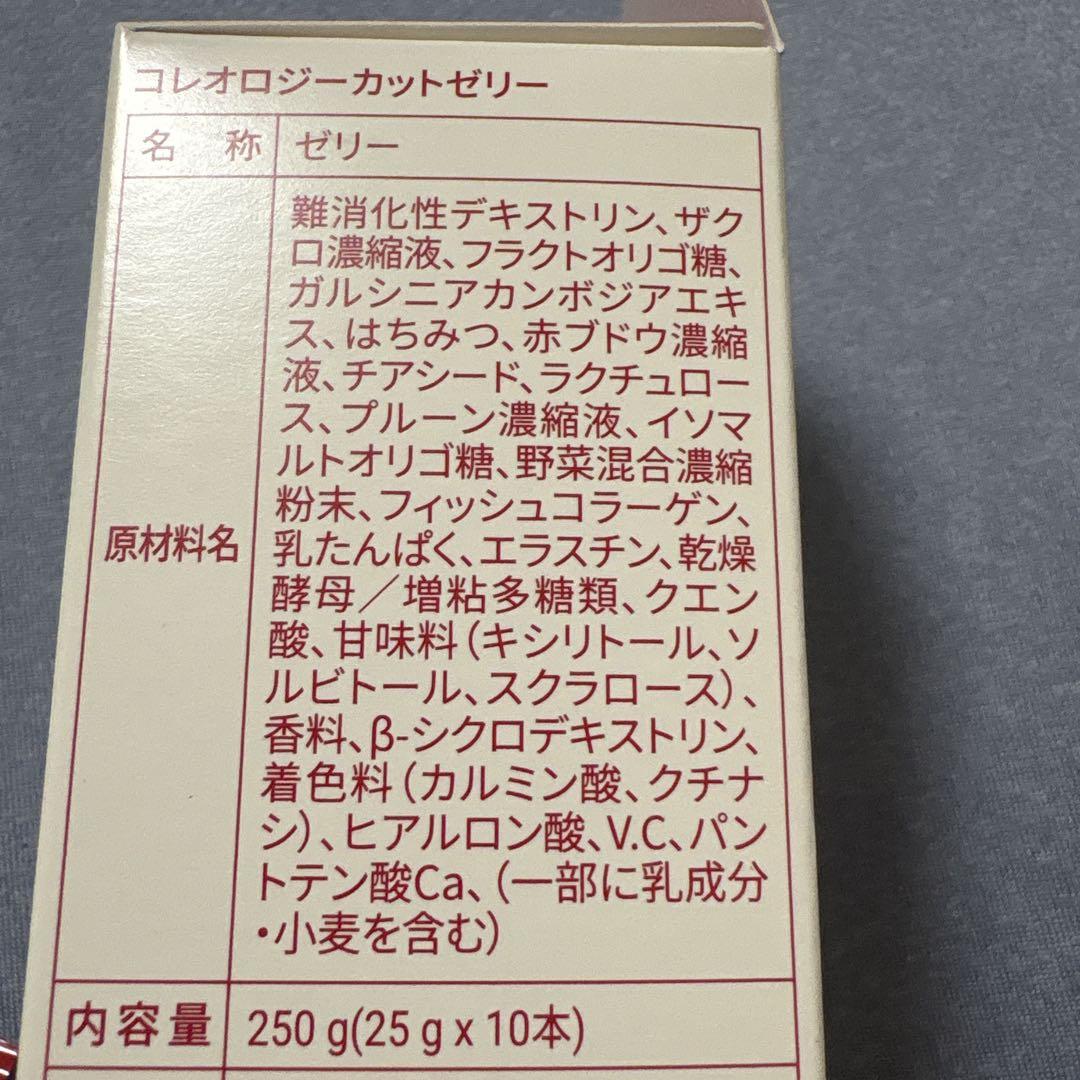 コレオロジーカットゼリー
名 称 ゼリー
原材料名
難消化性デキストリン、ザク
ロ濃縮液、フラクトオリゴ糖、
ガルシニアカンボジアエキ
ス、はちみつ、赤ブドウ濃縮
液、チアシード、ラクチュロー
ス、プルーン濃縮液、イソマ
ルトオリゴ糖、野菜混合濃縮
粉末、フィッシュコラーゲン、
乳たんぱく、エラスチン、乾燥
酵母／増粘多糖類、クエン
酸、甘味料（キシリトール、ソ
ルビトール、スクラロース）、
香料、β-シクロデキストリン、
着色料（カルミン酸、クチナ
シ）、ヒアルロン酸、V.C、パン
トテン酸Ca、（一部に乳成分
・小麦を含む）
内容量 250 g(25 g x 10本)